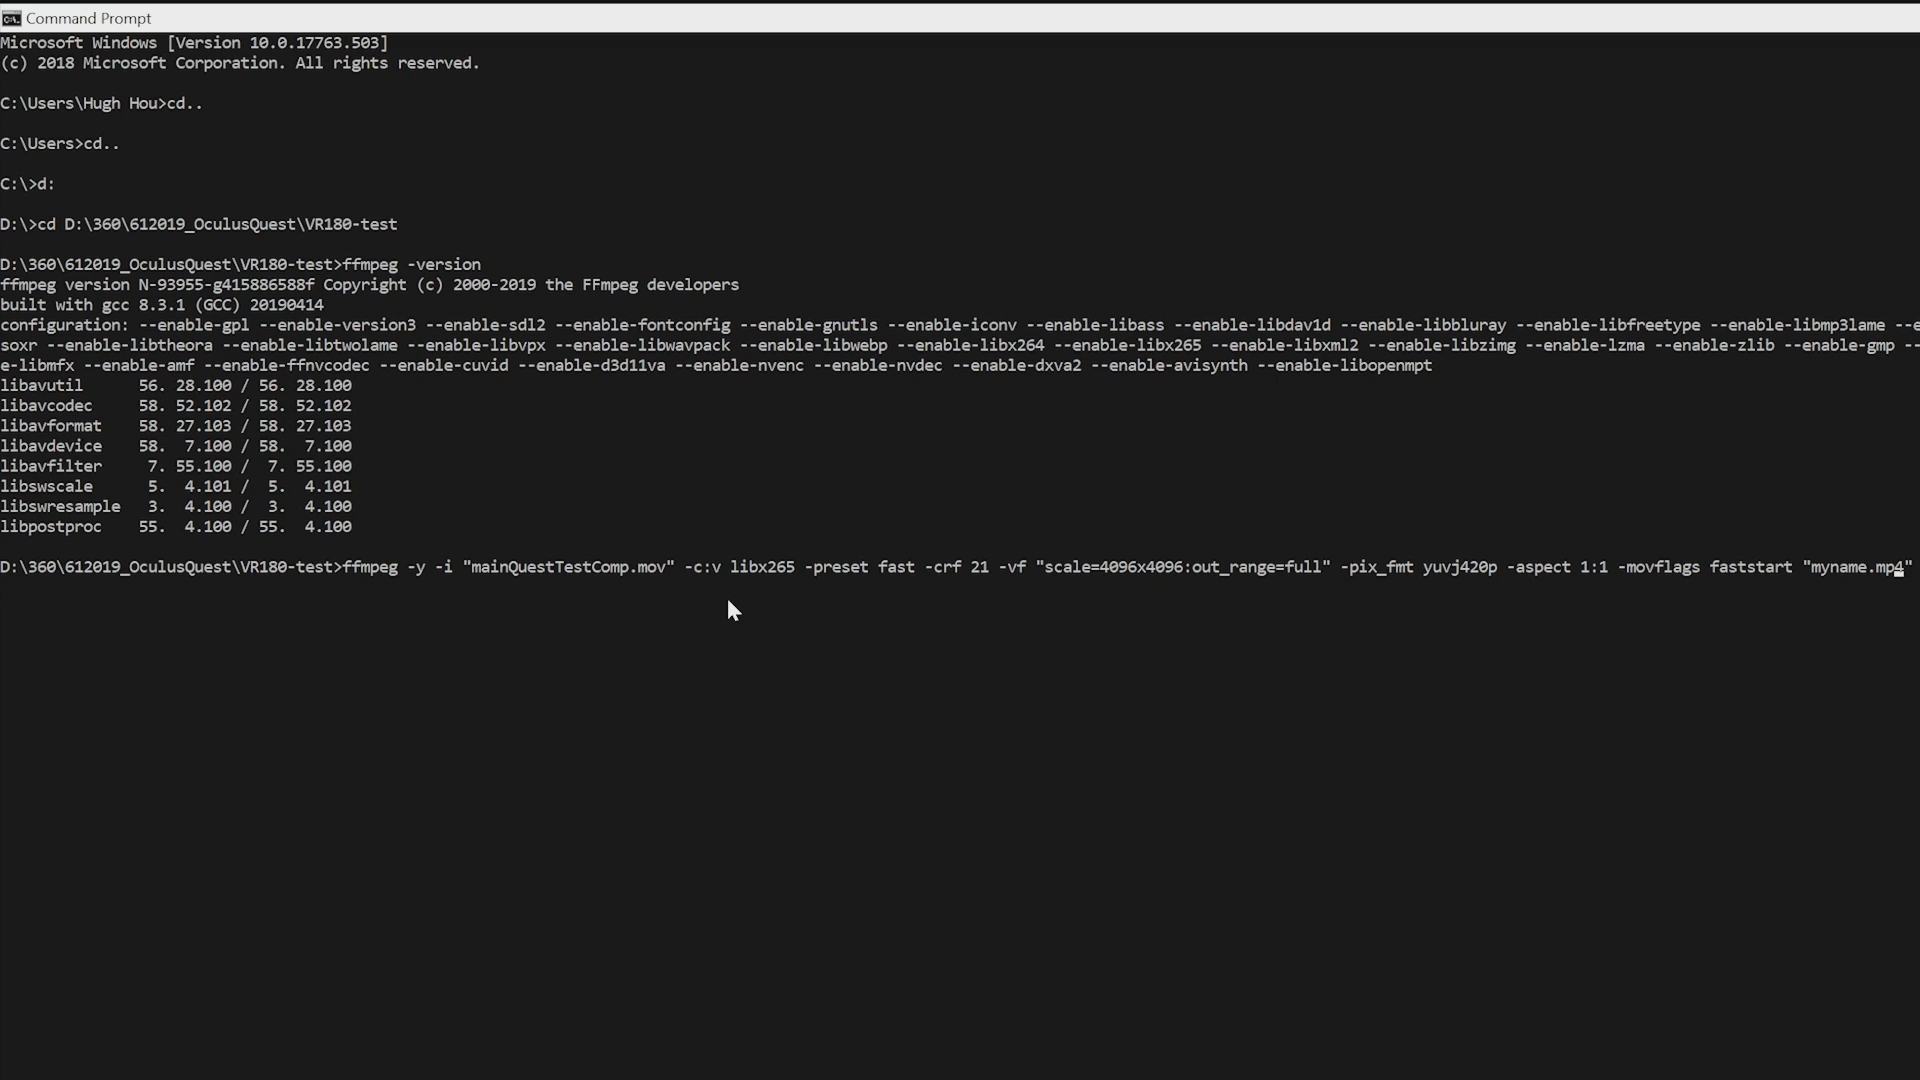 Command Prompt
Microsoft Windows [Version 10.0.17763.503]
(c) 2018 Microsoft Corporation. All rights reserved.
C:\Users\Hugh Hou>cd..
C:\Users>cd..
C:\>d:
D:\>cd D:\360\612019_OculusQuest\VR180-test
D:\360\612019_OculusQuest\VR180-test>ffmpeg -version
ffmpeg version N-93955-g415886588f Copyright (c) 2000-2019 the FFmpeg developers
built with gcc 8.3.1 (GCC) 20190414
configuration: --enable-gpl --enable-version3 --enable-sdl2 --enable-fontconfig --enable-gnutls --enable-iconv --enable-libass --enable-libdav1d --enable-libbluray --enable-libfreetype --enable-libmp3lame --e
soxr --enable-libtheora --enable-libtwolame --enable-libvpx --enable-libwavpack --enable-libwebp --enable-libx264 --enable-libx265 --enable-libxml2 --enable-libzimg --enable-lzma --enable-zlib --enable-gmp --
e-libmfx --enable-amf --enable-ffnvcodec --enable-cuvid --enable-d3d11va --enable-nvenc --enable-nvdec --enable-dxva2 --enable-avisynth --enable-libopenmpt
libavutil      56. 28.100 / 56. 28.100
libavcodec     58. 52.102 / 58. 52.102
libavformat    58. 27.103 / 58. 27.103
libavdevice    58.  7.100 / 58.  7.100
libavfilter     7. 55.100 /  7. 55.100
libswscale      5.  4.101 /  5.  4.101
libswresample   3.  4.100 /  3.  4.100
libpostproc    55.  4.100 / 55.  4.100
D:\360\612019_OculusQuest\VR180-test>ffmpeg -y -i "mainQuestTestComp.mov" -c:v libx265 -preset fast -crf 21 -vf "scale=4096x4096:out_range=full" -pix_fmt yuvj420p -aspect 1:1 -movflags faststart "myname.mp4"